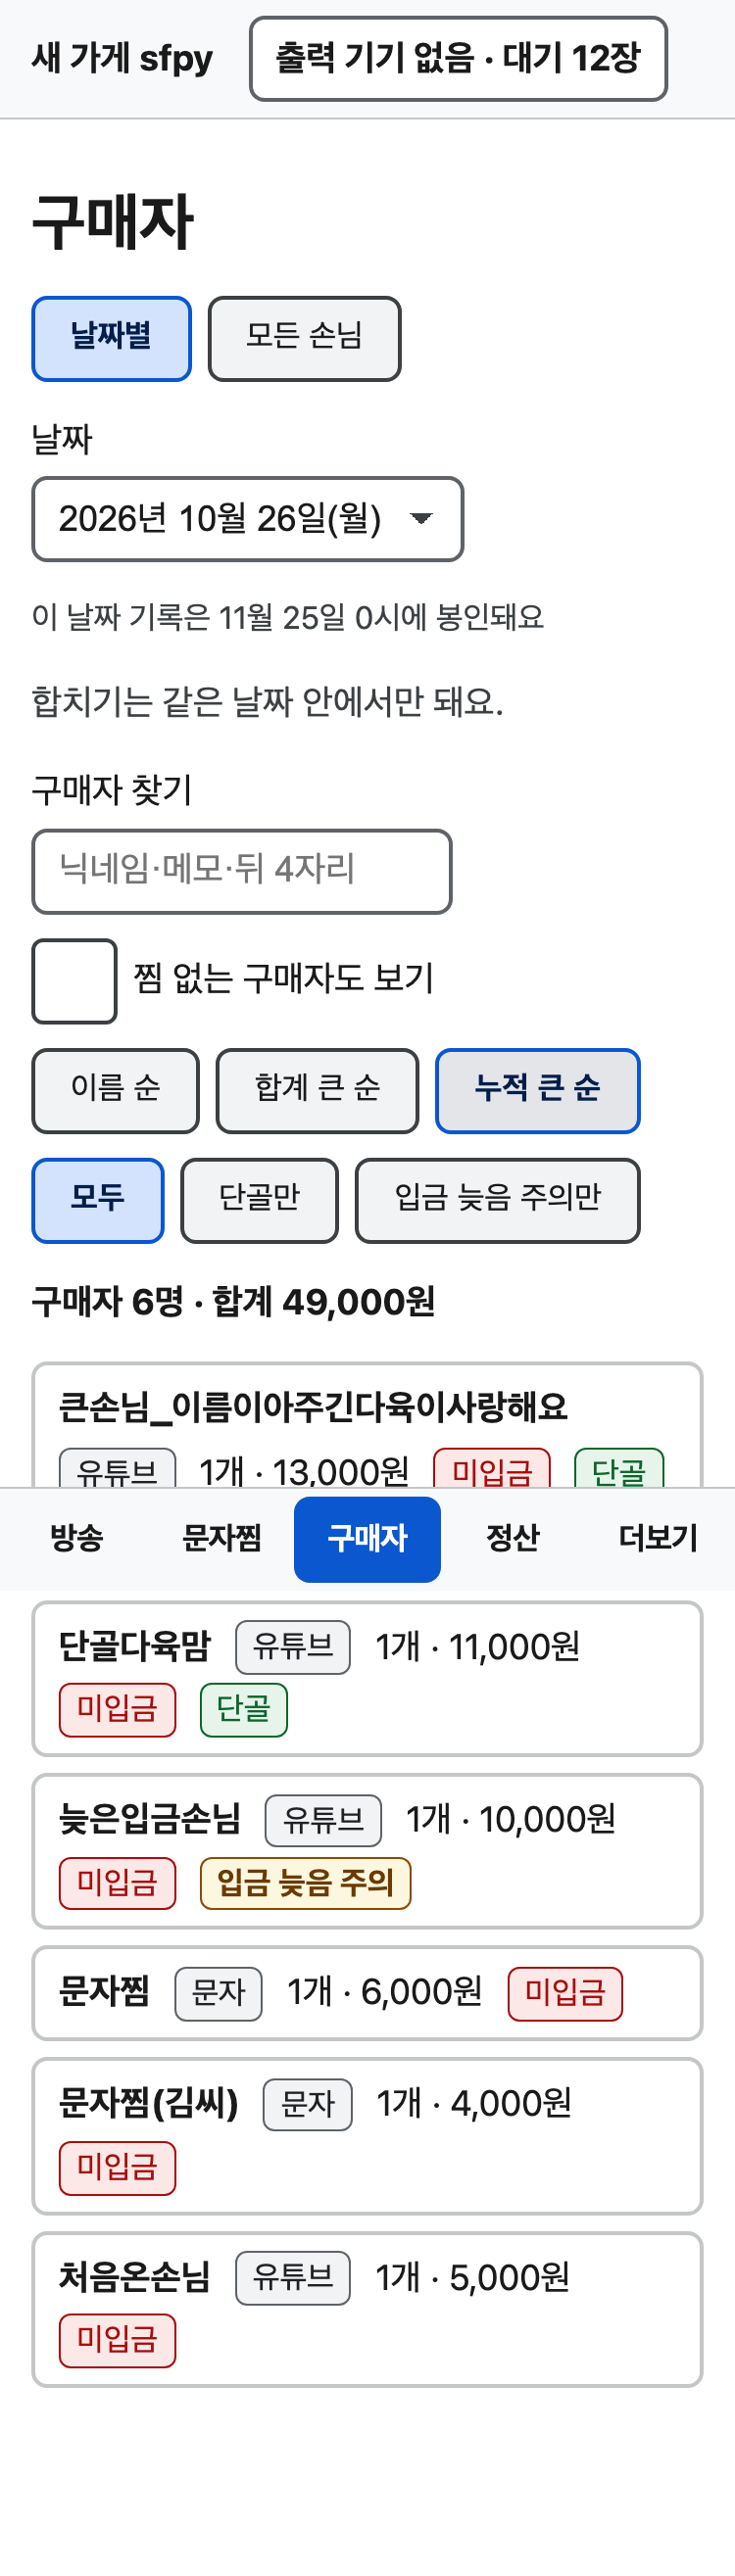 새 가게 sfpy 출력 기기 없음 · 대기 12장
구매자
날짜별 모든 손님
날짜
2026년 10월 26일(월)
이 날짜 기록은 11월 25일 0시에 봉인돼요
합치기는 같은 날짜 안에서만 돼요.
구매자 찾기
닉네임·메모·뒤 4자리
찜 없는 구매자도 보기
이름 순 합계 큰 순 누적 큰 순
모두 단골만 입금 늦음 주의만
구매자 6명 · 합계 49,000원
큰손님_이름이아주긴다육이사랑해요
유튜브 1개 · 13,000원 미입금 단골
방송 문자찜 구매자 정산 더보기
단골다육맘 유튜브 1개 · 11,000원
미입금 단골
늦은입금손님 유튜브 1개 · 10,000원
미입금 입금 늦음 주의
문자찜 문자 1개 · 6,000원 미입금
문자찜(김씨) 문자 1개 · 4,000원
미입금
처음온손님 유튜브 1개 · 5,000원
미입금